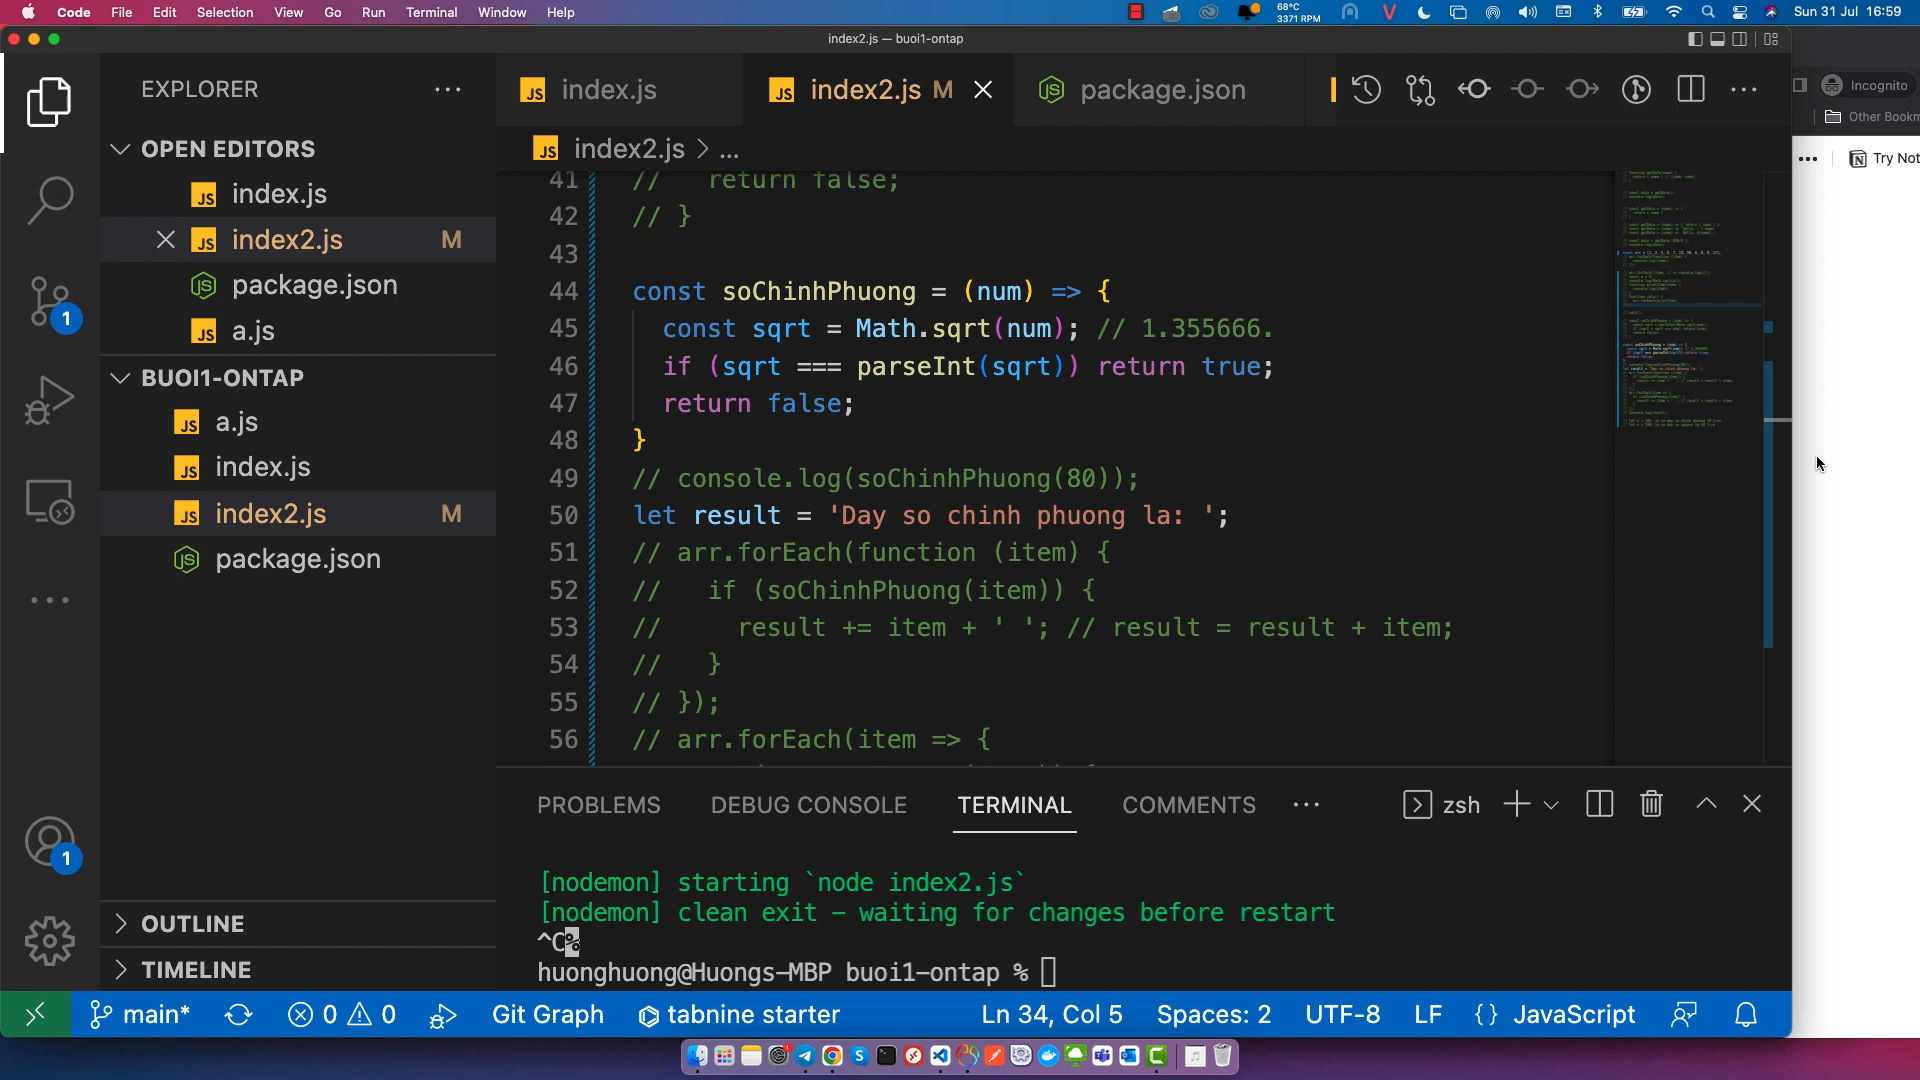 Code File Edit Selection View Go Run Terminal Window Help
68°C
3371 RPM
Sun 31 Jul 16:59
index2.js — buoi1-ontap
EXPLORER
index.js
index2.js M
package.json
Incognito
Other Bookm
index2.js > ...
Try Not
OPEN EDITORS
index.js
index2.js M
package.json
a.js
BUOI1-ONTAP
a.js
index.js
index2.js M
package.json
OUTLINE
TIMELINE
41 //   return false;
42 // }
43
44 const soChinhPhuong = (num) => {
45   const sqrt = Math.sqrt(num); // 1.355666.
46   if (sqrt === parseInt(sqrt)) return true;
47   return false;
48 }
49 // console.log(soChinhPhuong(80));
50 let result = 'Day so chinh phuong la: ';
51 // arr.forEach(function (item) {
52 //   if (soChinhPhuong(item)) {
53 //     result += item + ' '; // result = result + item;
54 //   }
55 // });
56 // arr.forEach(item => {
PROBLEMS DEBUG CONSOLE TERMINAL COMMENTS ... zsh
[nodemon] starting `node index2.js`
[nodemon] clean exit - waiting for changes before restart
^C%
huonghuong@Huongs-MBP buoi1-ontap %
1
1
main* 0 0 Git Graph tabnine starter Ln 34, Col 5 Spaces: 2 UTF-8 LF {} JavaScript